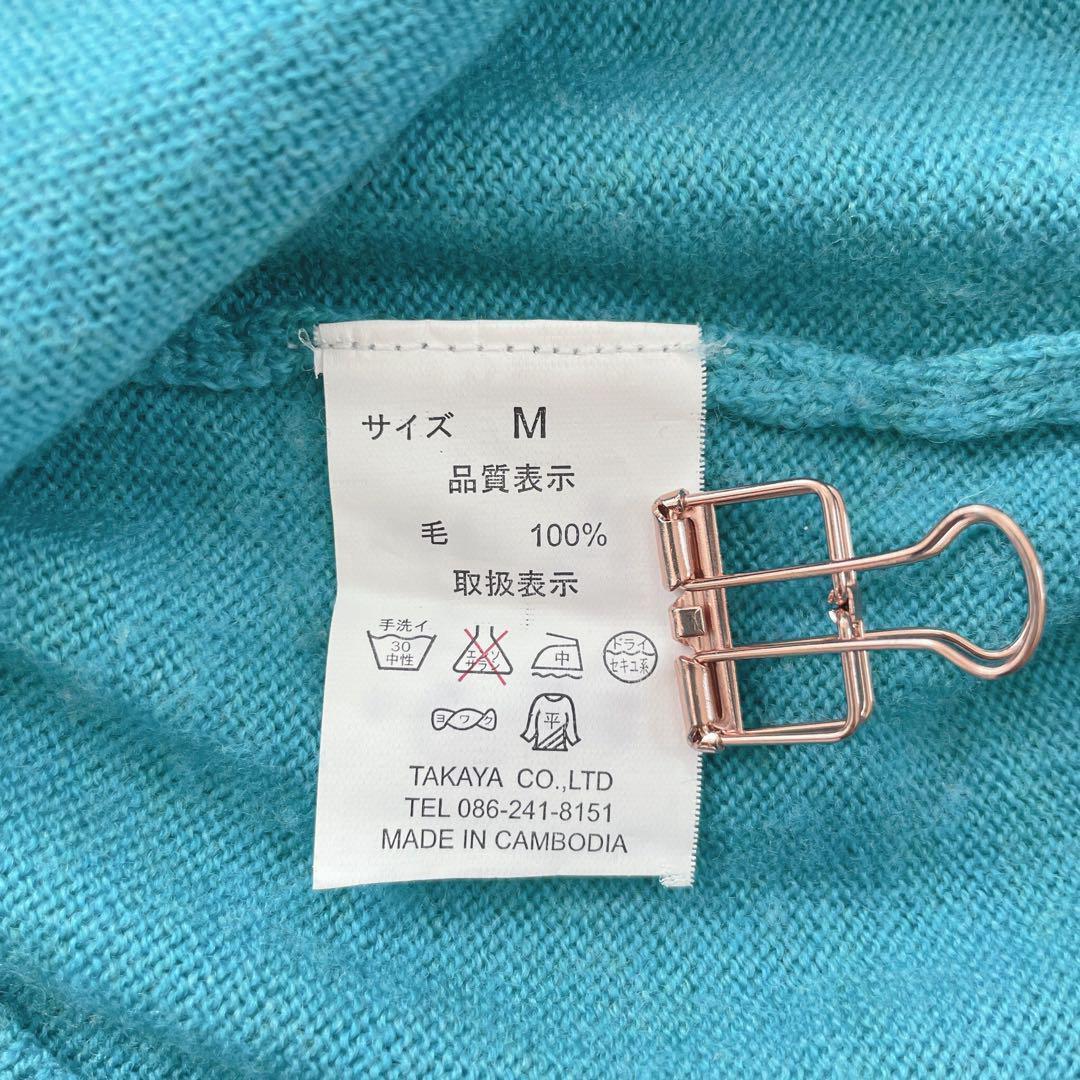 サイズ M
品質表示
毛 100%
取扱表示
手洗イ
30
中性
エンソ
サラシ
中
ドライ
セキユ系
ヨワク
平
TAKAYA CO.,LTD
TEL 086-241-8151
MADE IN CAMBODIA